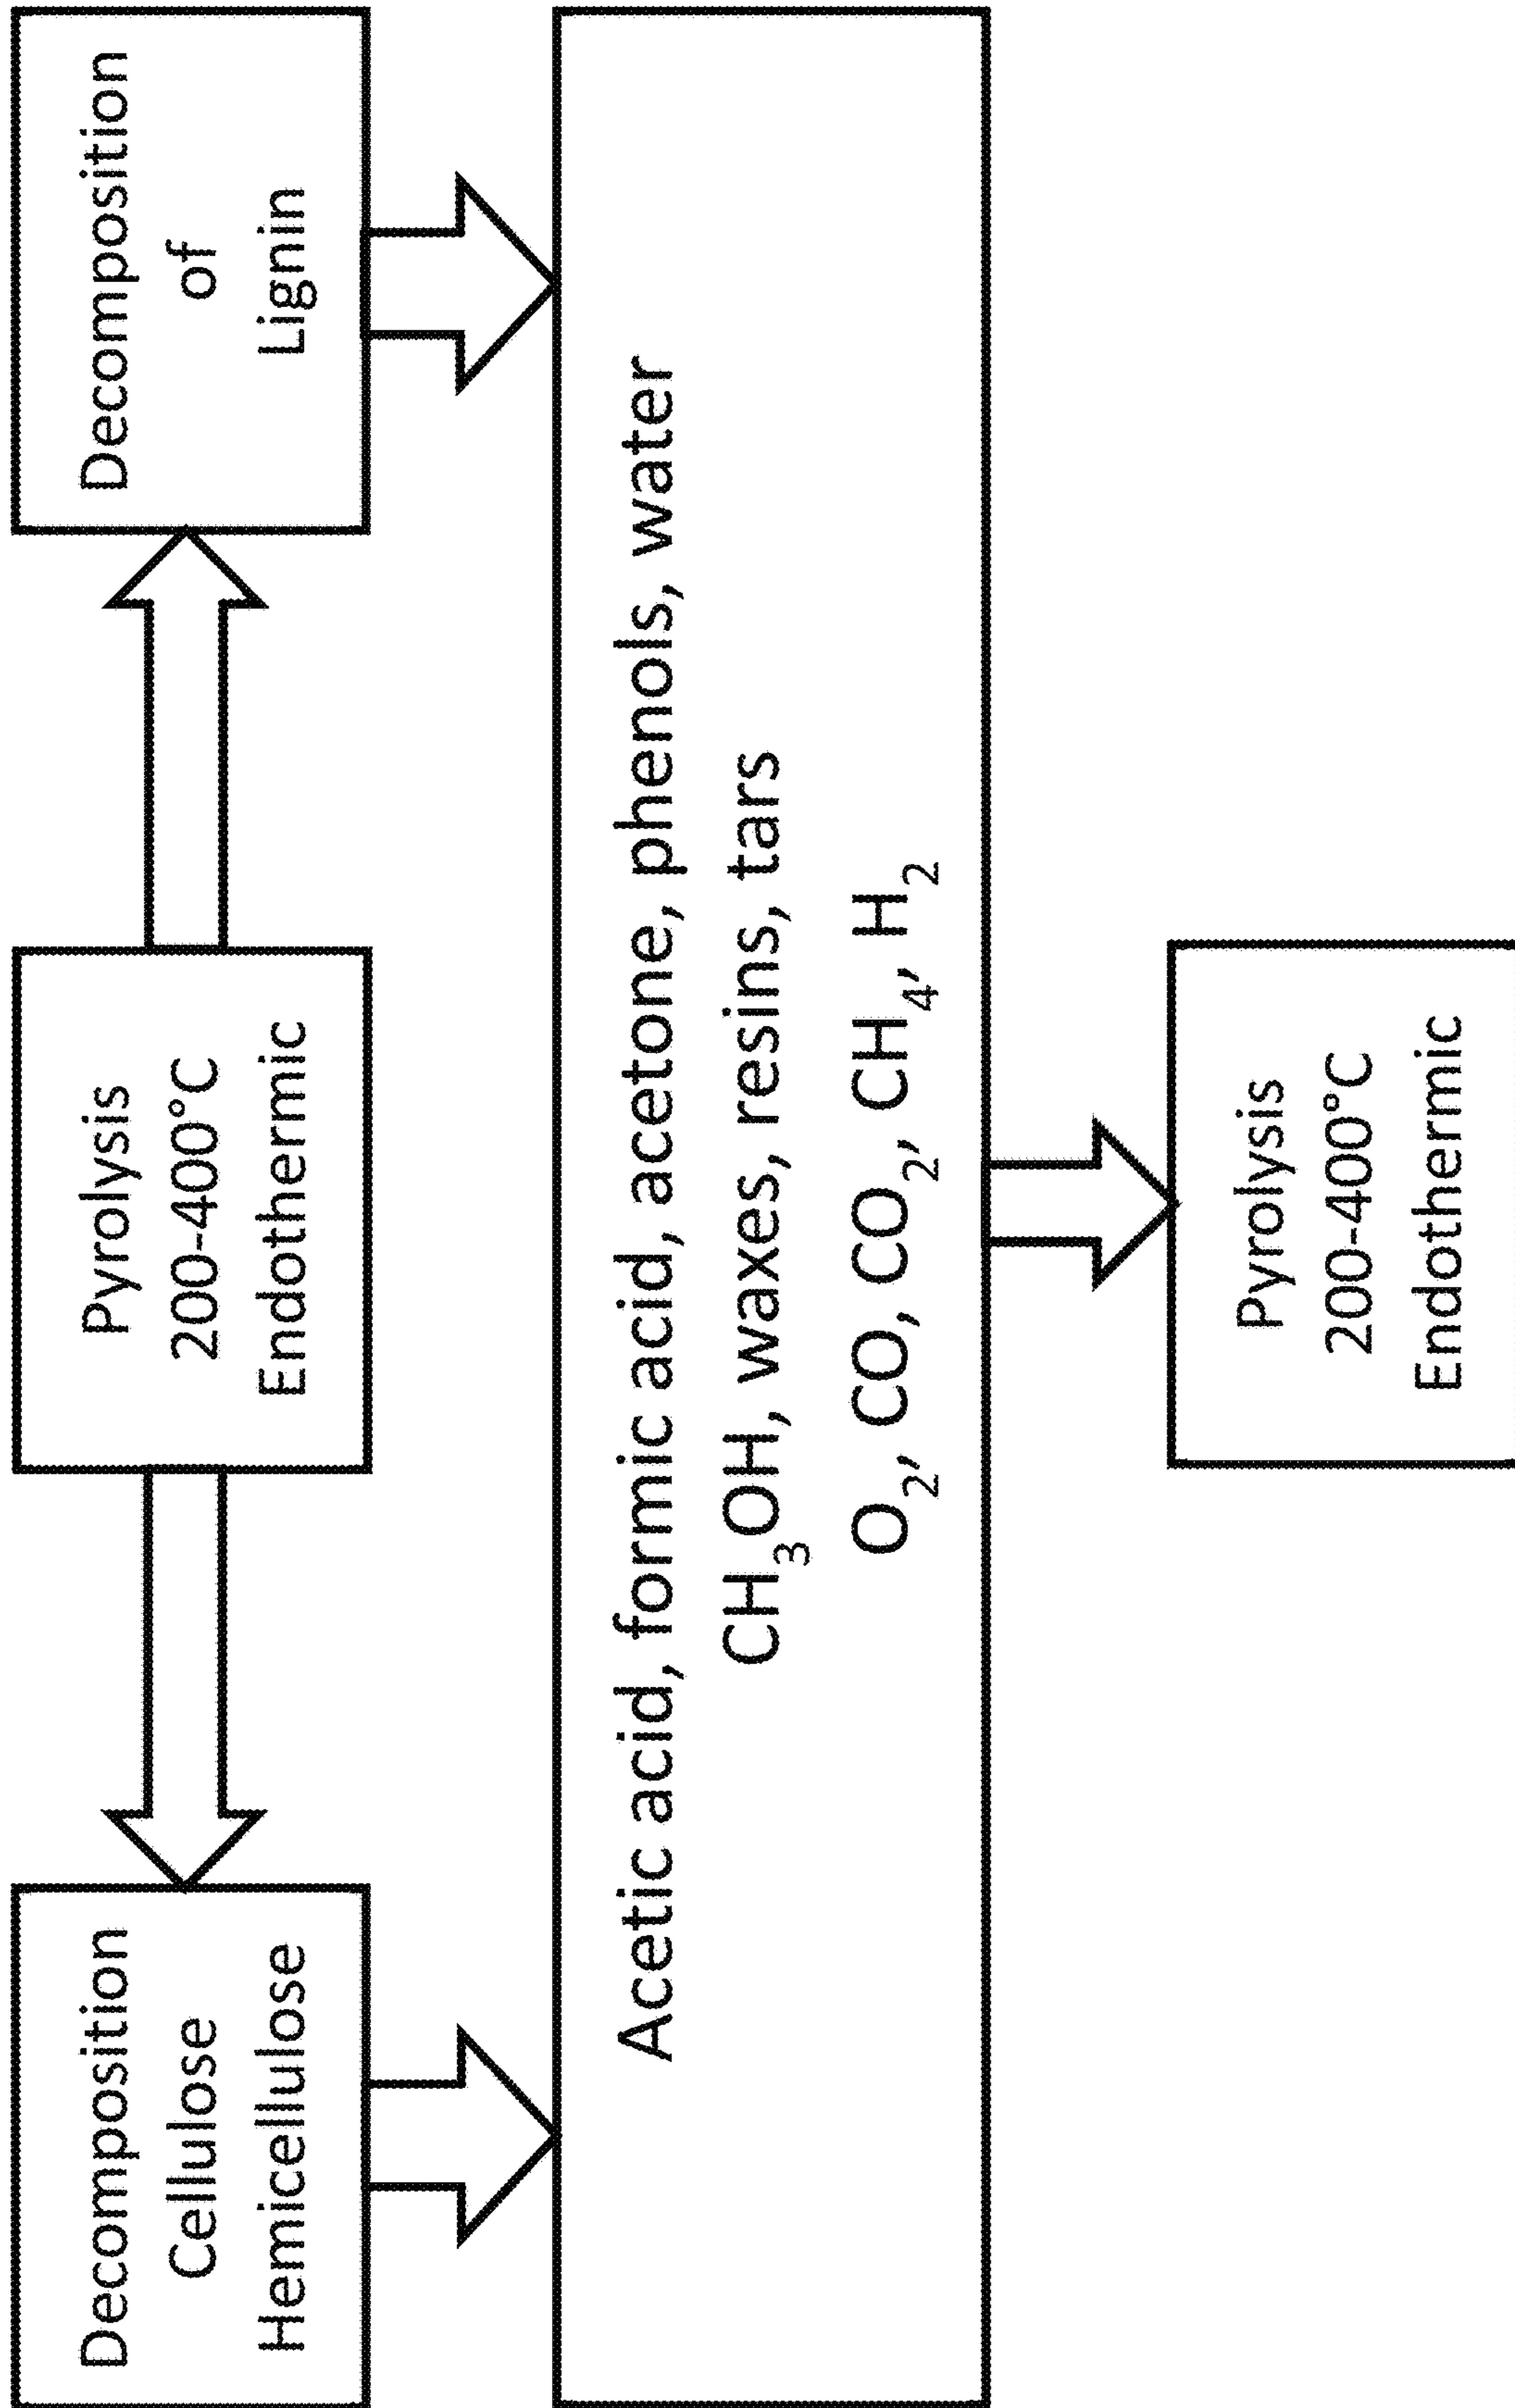 Decomposition
Cellulose
Hemicellulose
Pyrolysis
200-400°C
Endothermic
Decomposition
of
Lignin
Acetic acid, formic acid, acetone, phenols, water
CH₃OH, waxes, resins, tars
O₂, CO, CO₂, CH₄, H₂
Pyrolysis
200-400°C
Endothermic